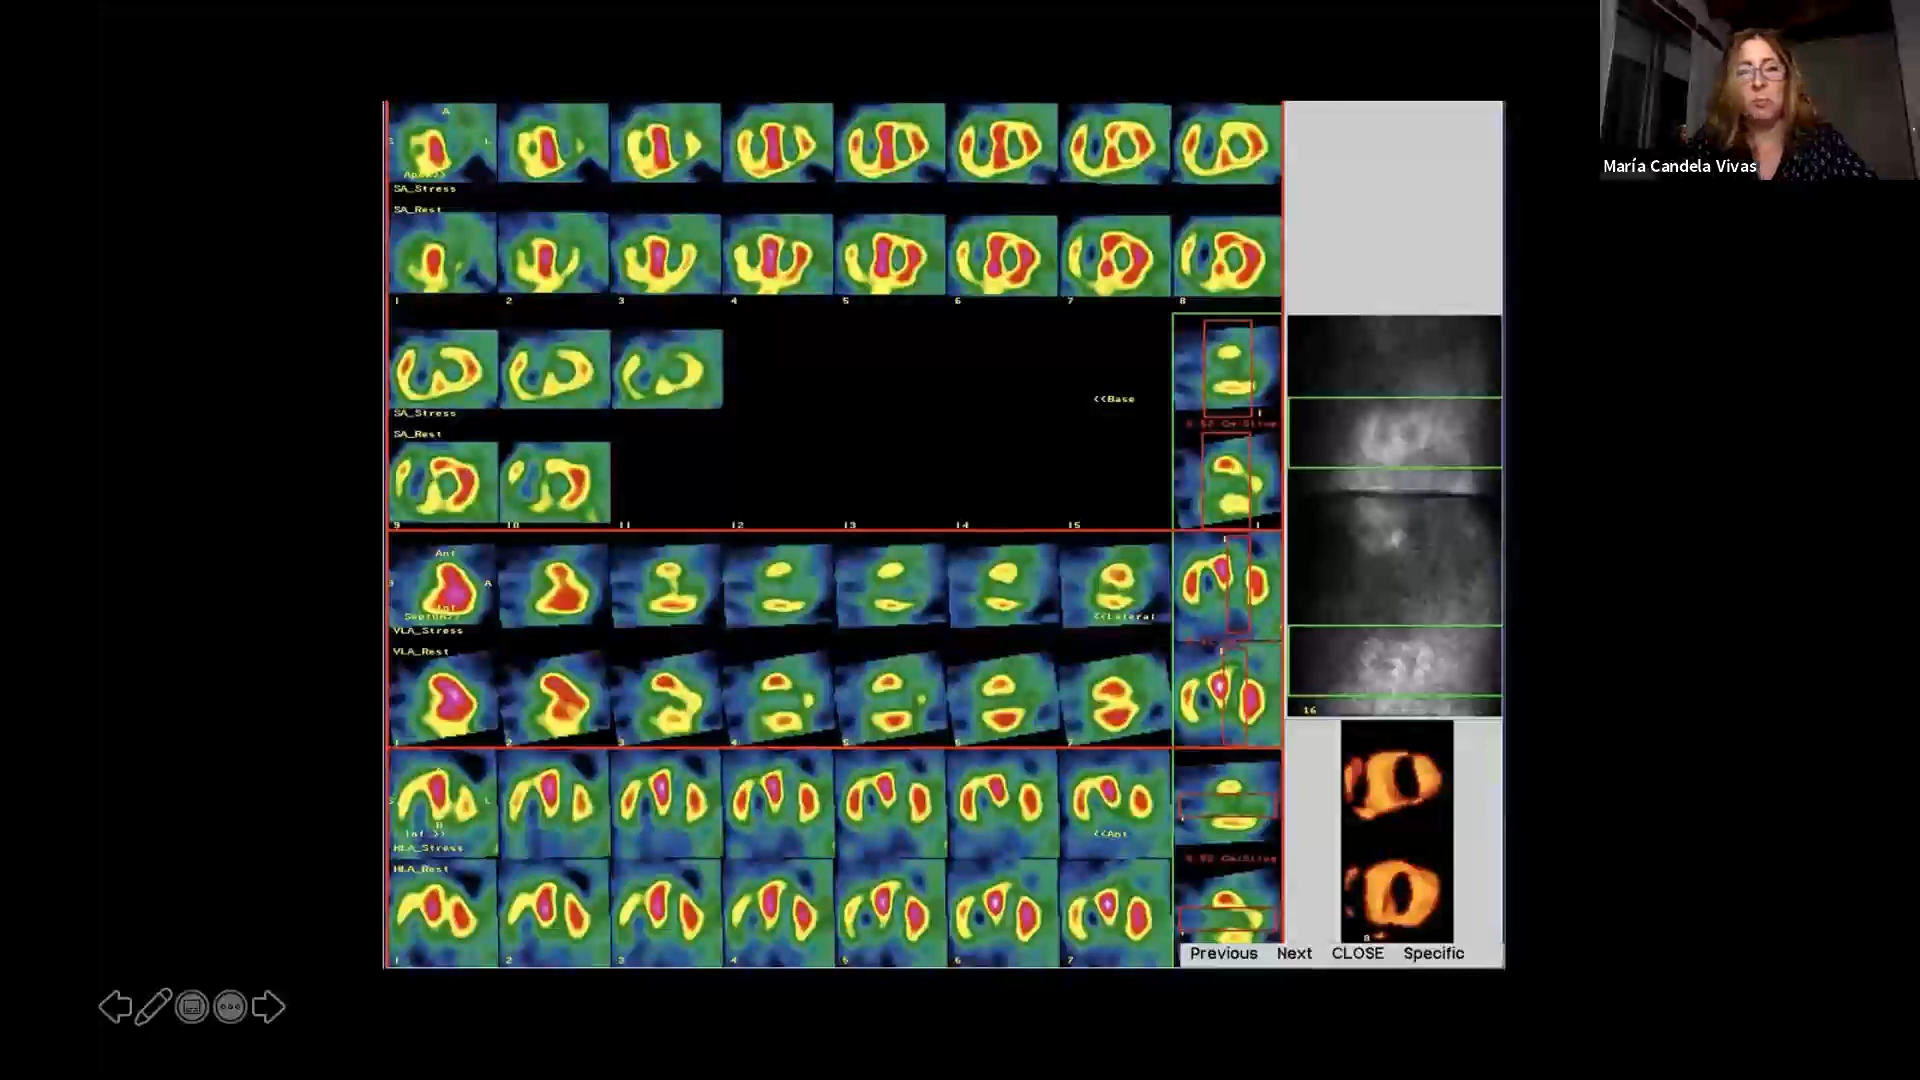 María Candela Vivas
A
L
SA_Stress
SA_Rest
1 2 3 4 5 6 7 8
<<Base
SA_Stress
SA_Rest
9 10 11 12 13 14 15
Ant
A
<<Lateral
VLA_Stress
VLA_Rest
1 2 3 4 5 6 7
16
S
L
Inf >>
<<Ant
HLA_Stress
HLA_Rest
1 2 3 4 5 6 7
8
Previous Next CLOSE Specific